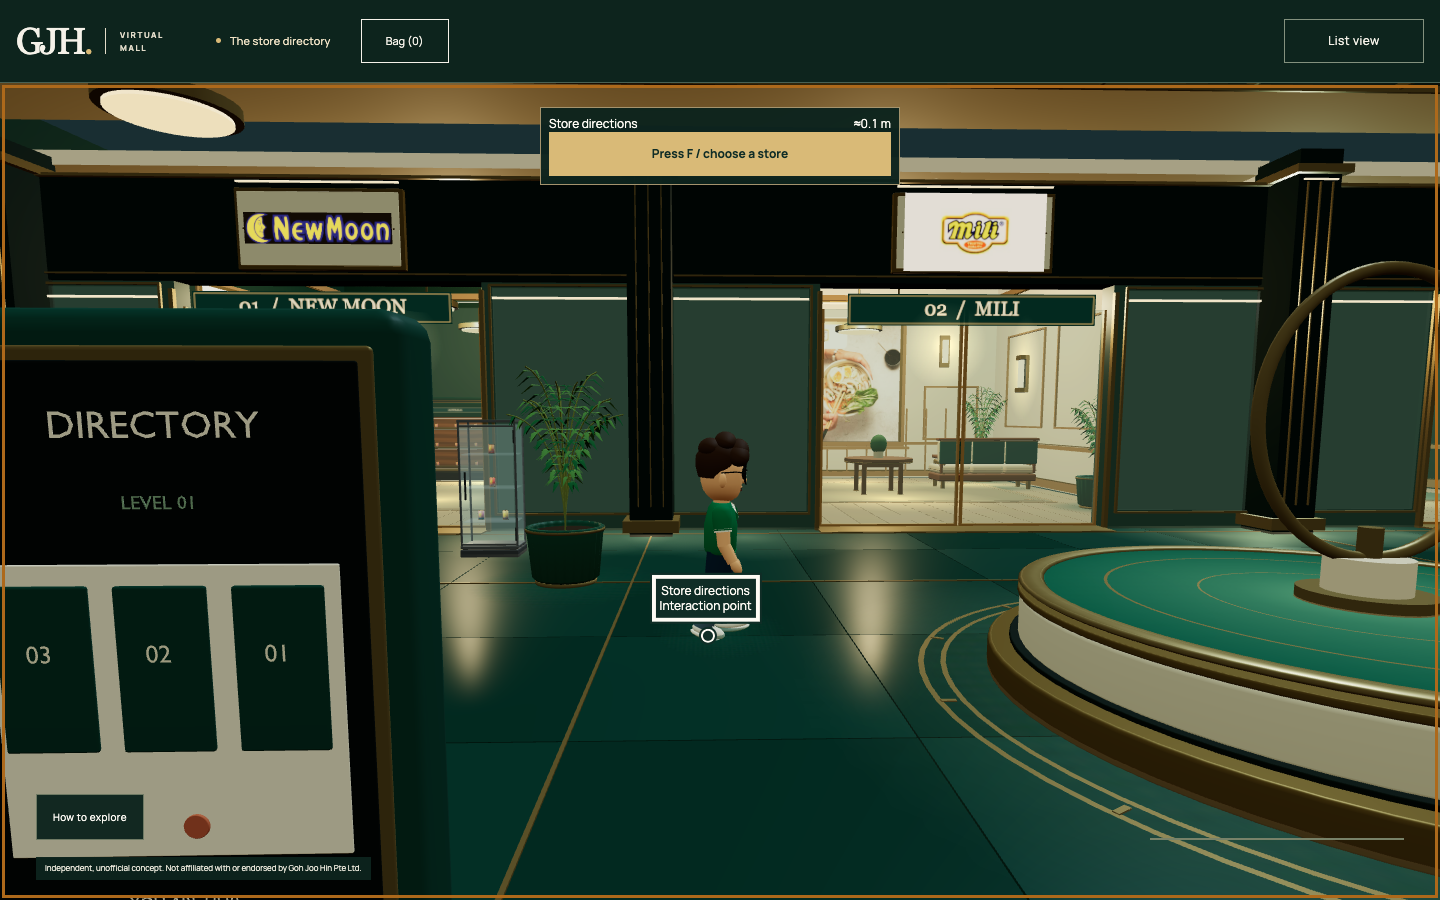 GJH.
VIRTUAL
MALL
The store directory
Bag (0)
List view
Store directions
≈0.1 m
Press F / choose a store
NewMoon
mili
01 / NEW MOON
02 / MILI
DIRECTORY
LEVEL 01
03
02
01
Store directions
Interaction point
How to explore
Independent, unofficial concept. Not affiliated with or endorsed by Goh Joo Hin Pte Ltd.